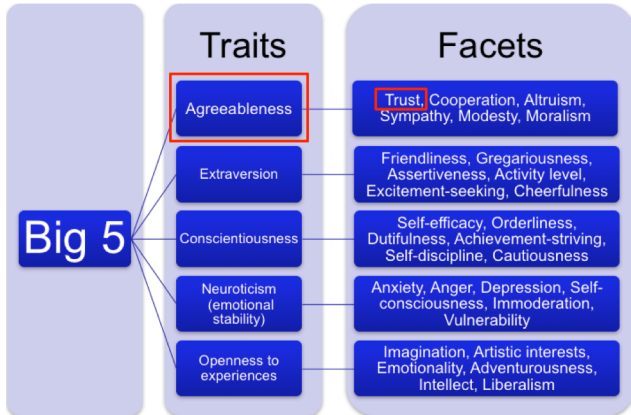 Traits
Facets
Big 5
Agreeableness
Trust, Cooperation, Altruism,
Sympathy, Modesty, Moralism
Extraversion
Friendliness, Gregariousness,
Assertiveness, Activity level,
Excitement-seeking, Cheerfulness
Conscientiousness
Self-efficacy, Orderliness,
Dutifulness, Achievement-striving,
Self-discipline, Cautiousness
Neuroticism
(emotional
stability)
Anxiety, Anger, Depression, Self-
consciousness, Immoderation,
Vulnerability
Openness to
experiences
Imagination, Artistic interests,
Emotionality, Adventurousness,
Intellect, Liberalism